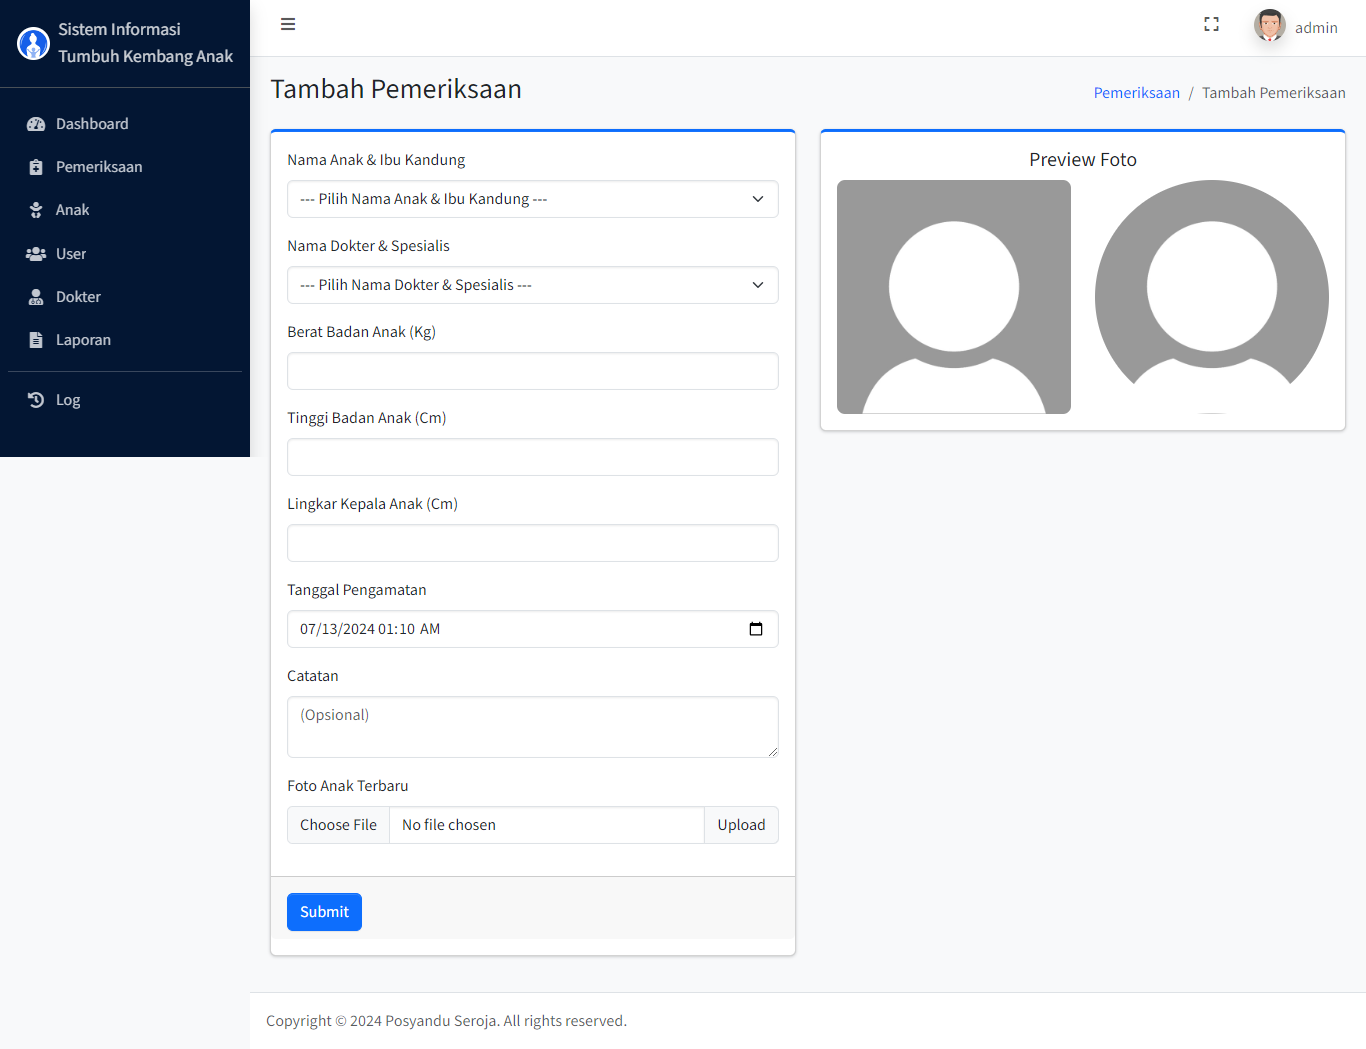 Sistem Informasi
Tumbuh Kembang Anak
Dashboard
Pemeriksaan
Anak
User
Dokter
Laporan
Log
admin
Tambah Pemeriksaan
Pemeriksaan / Tambah Pemeriksaan
Nama Anak & Ibu Kandung
--- Pilih Nama Anak & Ibu Kandung ---
Nama Dokter & Spesialis
--- Pilih Nama Dokter & Spesialis ---
Berat Badan Anak (Kg)
Tinggi Badan Anak (Cm)
Lingkar Kepala Anak (Cm)
Tanggal Pengamatan
07/13/2024 01:10 AM
Catatan
(Opsional)
Foto Anak Terbaru
Choose File No file chosen Upload
Submit
Preview Foto
Copyright © 2024 Posyandu Seroja. All rights reserved.